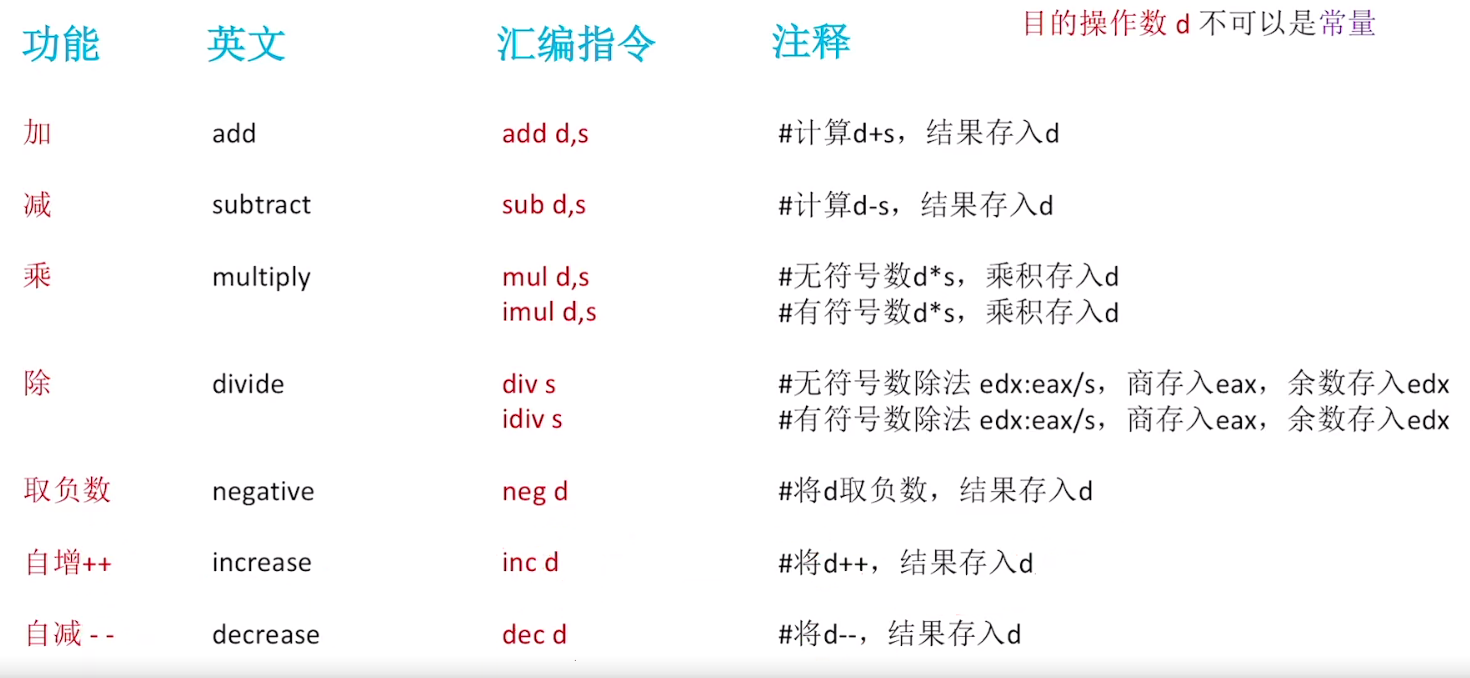 目的操作数 d 不可以是常量
功能 英文 汇编指令 注释
加 add add d,s #计算d+s，结果存入d
减 subtract sub d,s #计算d-s，结果存入d
乘 multiply mul d,s #无符号数d*s，乘积存入d
imul d,s #有符号数d*s，乘积存入d
除 divide div s #无符号数除法 edx:eax/s，商存入eax，余数存入edx
idiv s #有符号数除法 edx:eax/s，商存入eax，余数存入edx
取负数 negative neg d #将d取负数，结果存入d
自增++ increase inc d #将d++，结果存入d
自减 - - decrease dec d #将d--，结果存入d